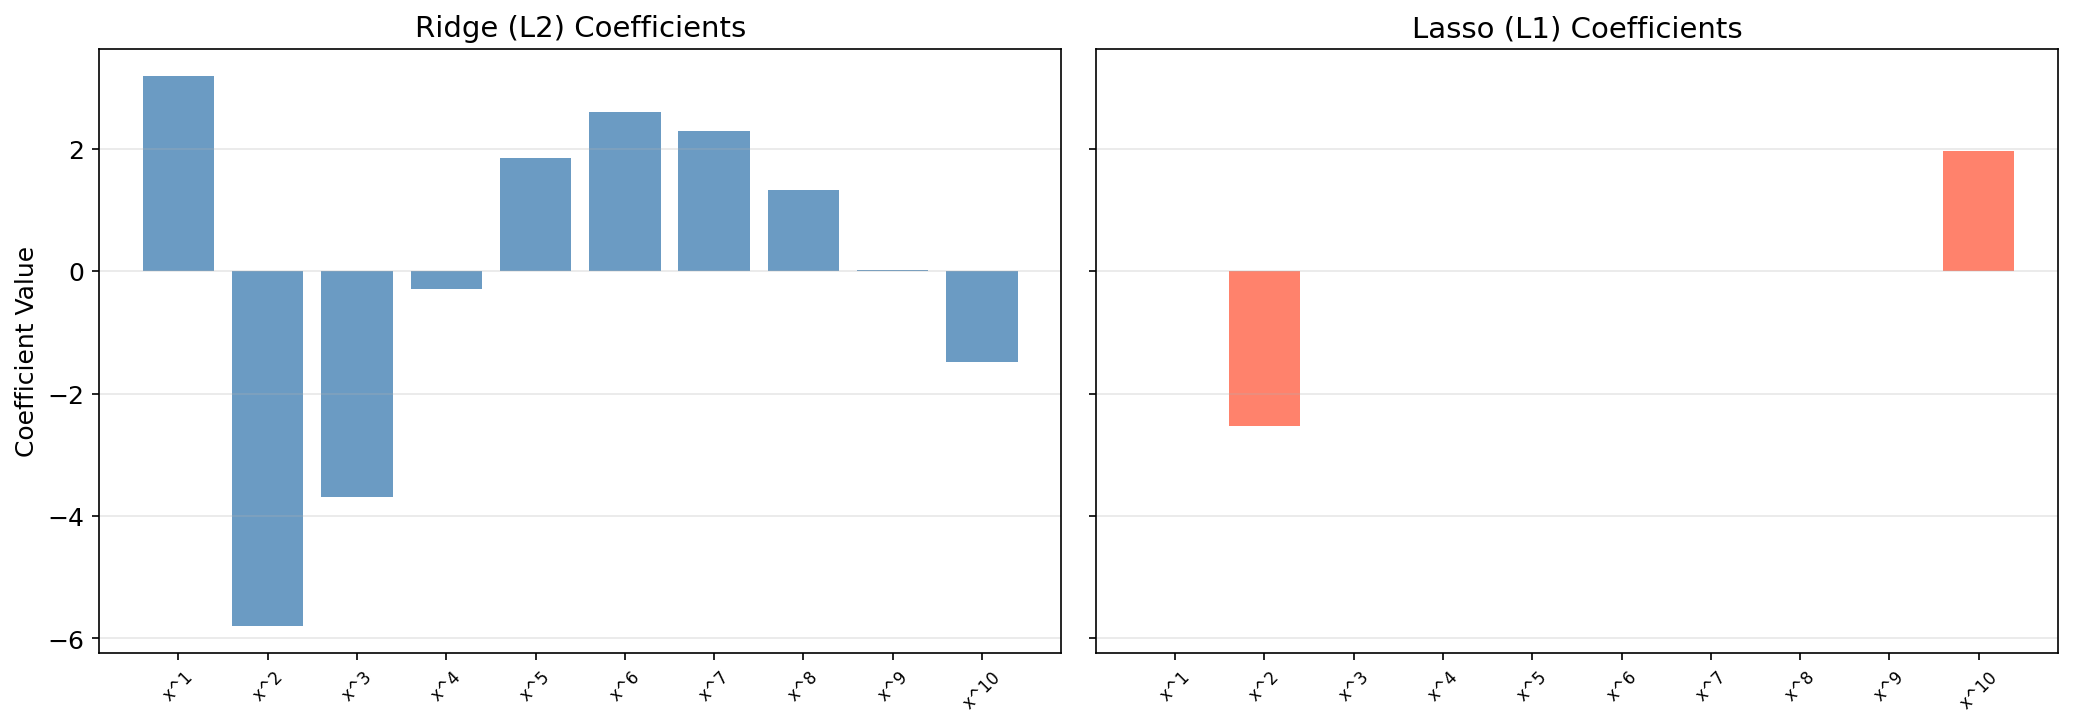 Ridge (L2) Coefficients
Coefficient Value
2
0
−2
−4
−6
x^1 x^2 x^3 x^4 x^5 x^6 x^7 x^8 x^9 x^10
Lasso (L1) Coefficients
x^1 x^2 x^3 x^4 x^5 x^6 x^7 x^8 x^9 x^10